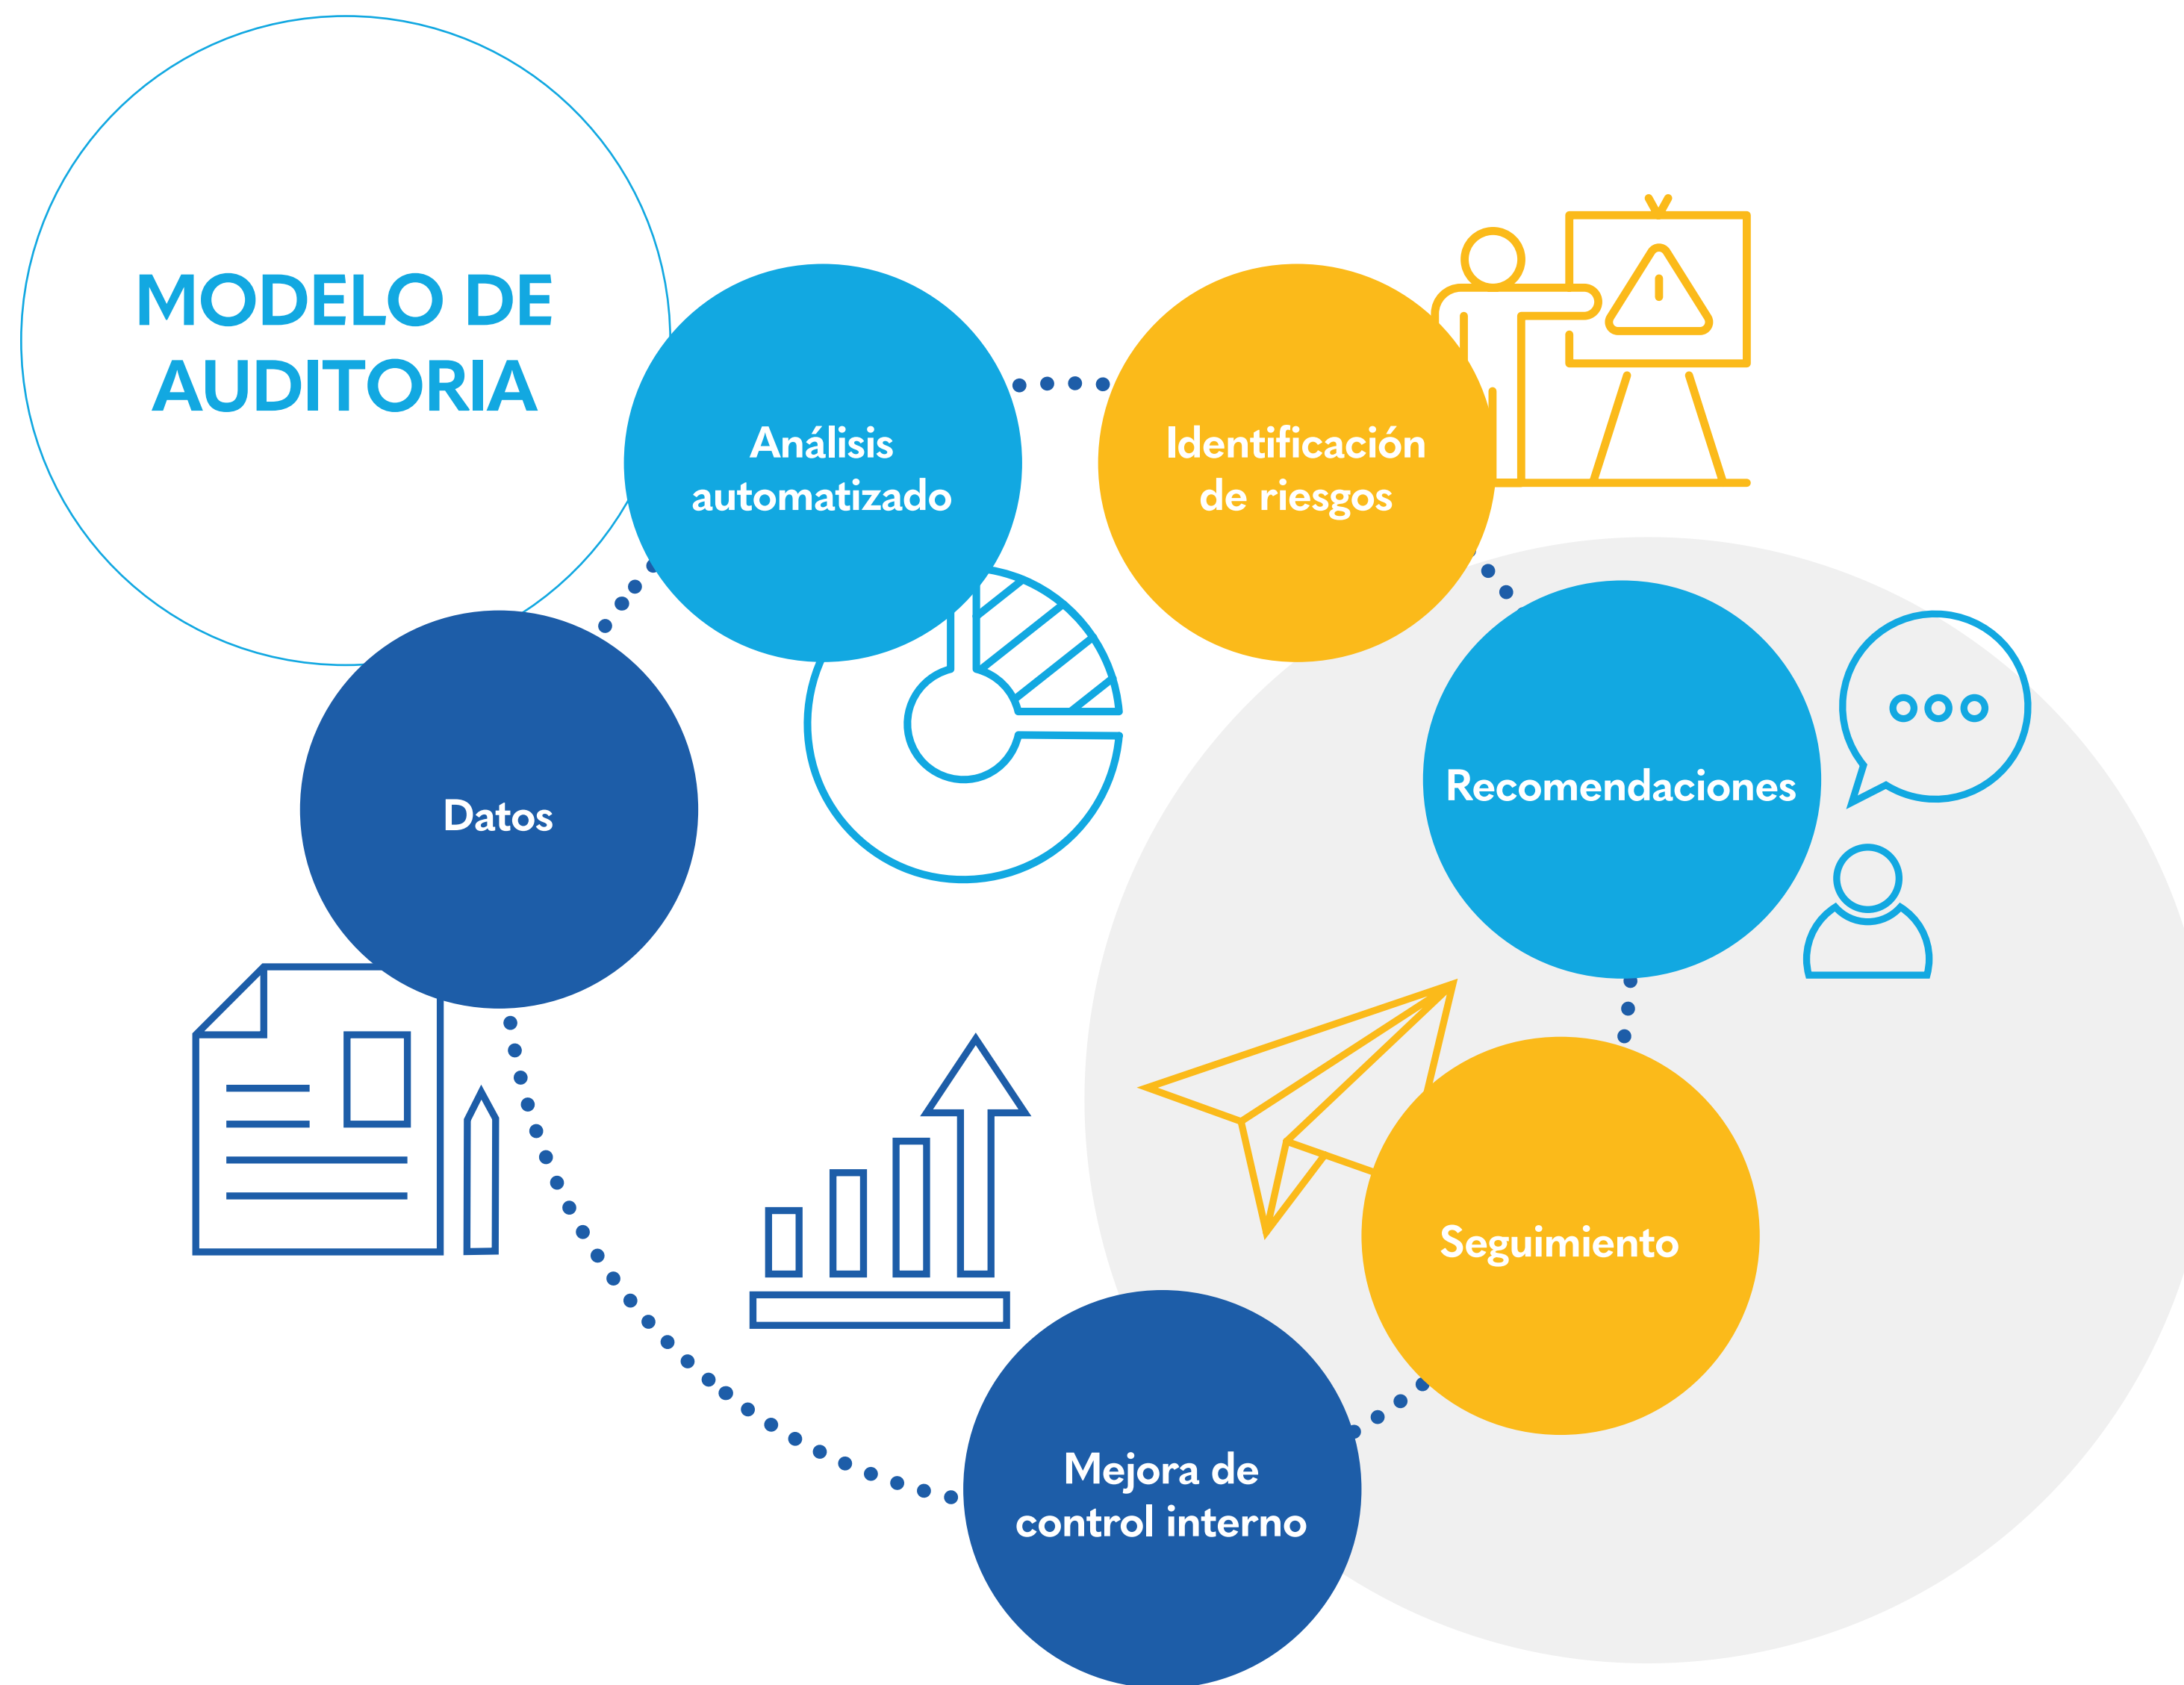 MODELO DE
AUDITORIA
Análisis
automatizado
Identificación
de riesgos
Datos
Recomendaciones
Seguimiento
Mejora de
control interno